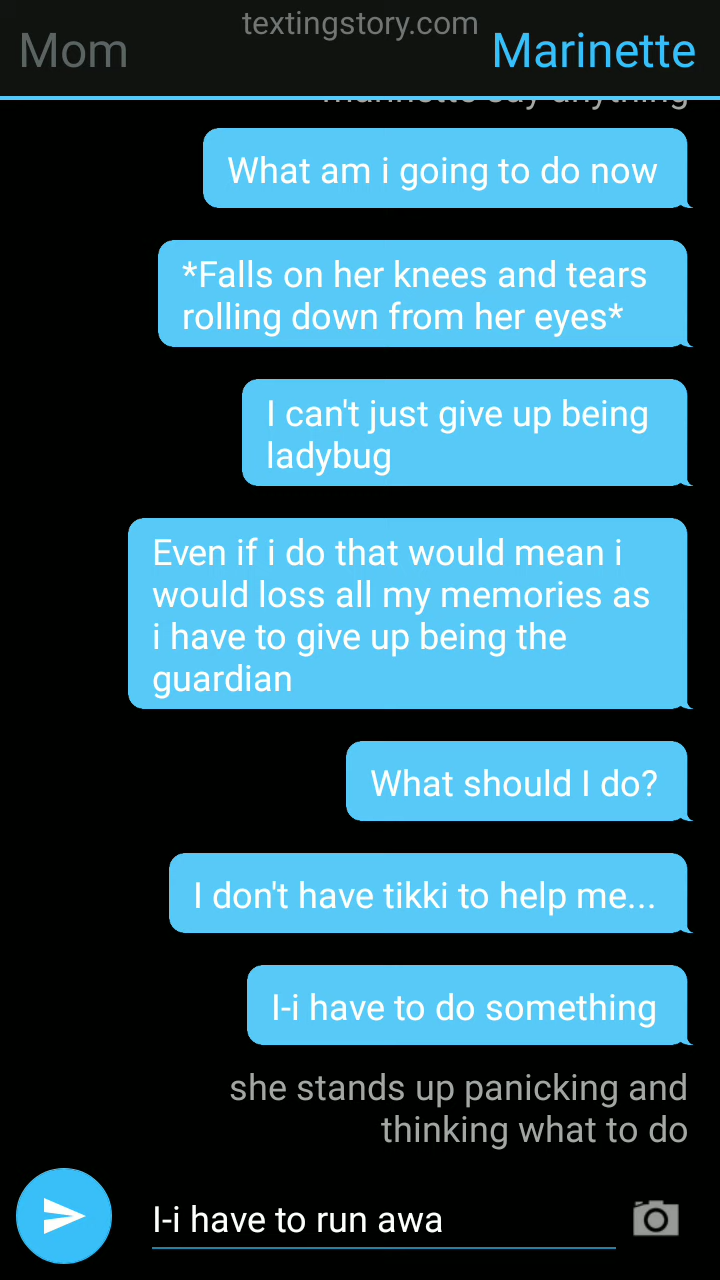 textingstory.com
Mom
Marinette
What am i going to do now
*Falls on her knees and tears
rolling down from her eyes*
I can't just give up being
ladybug
Even if i do that would mean i
would loss all my memories as
i have to give up being the
guardian
What should I do?
I don't have tikki to help me...
I-i have to do something
she stands up panicking and
thinking what to do
I-i have to run awa